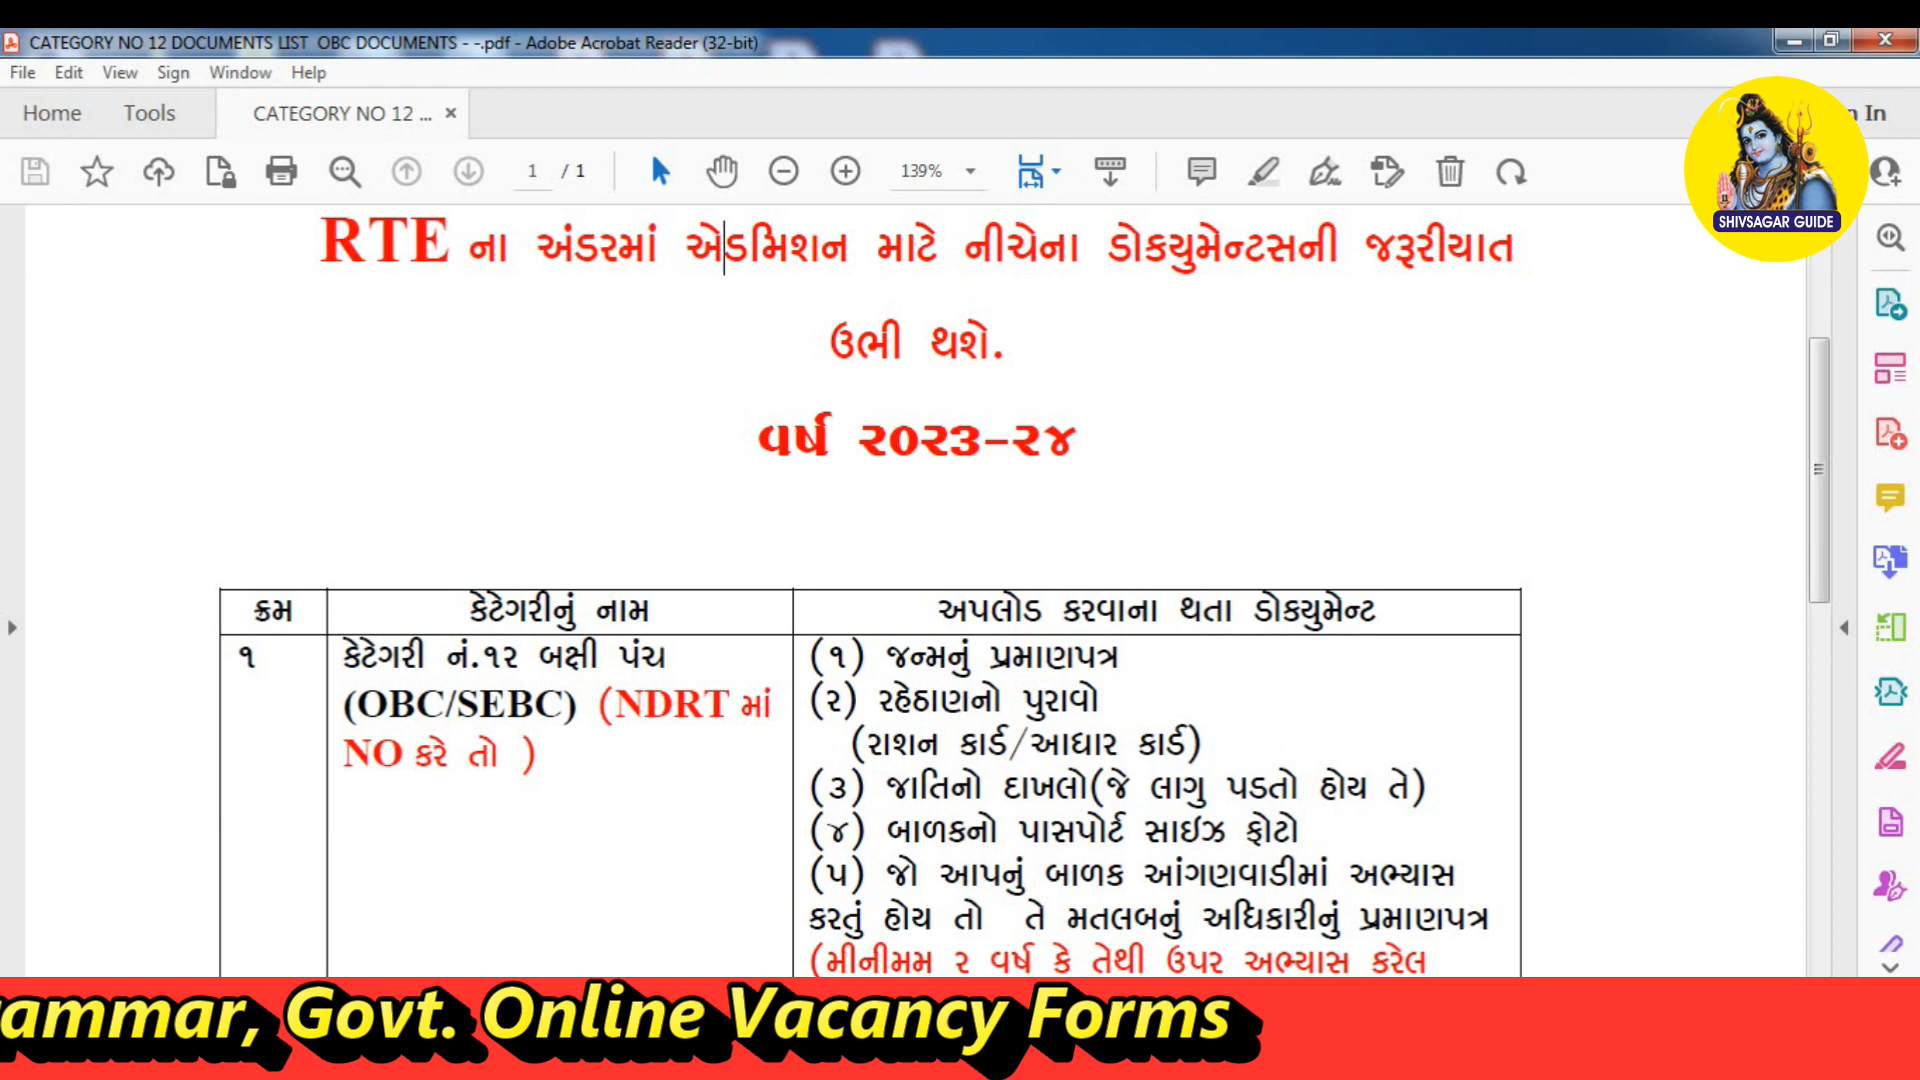 CATEGORY NO 12 DOCUMENTS LIST  OBC DOCUMENTS - -.pdf - Adobe Acrobat Reader (32-bit)
File Edit View Sign Window Help
Home Tools CATEGORY NO 12 ... × In
1 / 1 139%
SHIVSAGAR GUIDE
RTE ના અંડરમાં એડમિશન માટે નીચેના ડોકયુમેન્ટસની જરૂરીયાત
ઉભી થશે.
વર્ષ ૨૦૨૩-૨૪
ક્રમ કેટેગરીનું નામ અપલોડ કરવાના થતા ડોકયુમેન્ટ
૧ કેટેગરી નં.૧૨ બક્ષી પંચ
(OBC/SEBC) (NDRT માં
NO કરે તો )
(૧) જન્મનું પ્રમાણપત્ર
(૨) રહેઠાણનો પુરાવો
(રાશન કાર્ડ/આધાર કાર્ડ)
(૩) જાતિનો દાખલો(જે લાગુ પડતો હોય તે)
(૪) બાળકનો પાસપોર્ટ સાઈઝ ફોટો
(૫) જો આપનું બાળક આંગણવાડીમાં અભ્યાસ
કરતું હોય તો તે મતલબનું અધિકારીનું પ્રમાણપત્ર
(મીનીમમ ૨ વર્ષ કે તેથી ઉપર અભ્યાસ કરેલ
ammar, Govt. Online Vacancy Forms